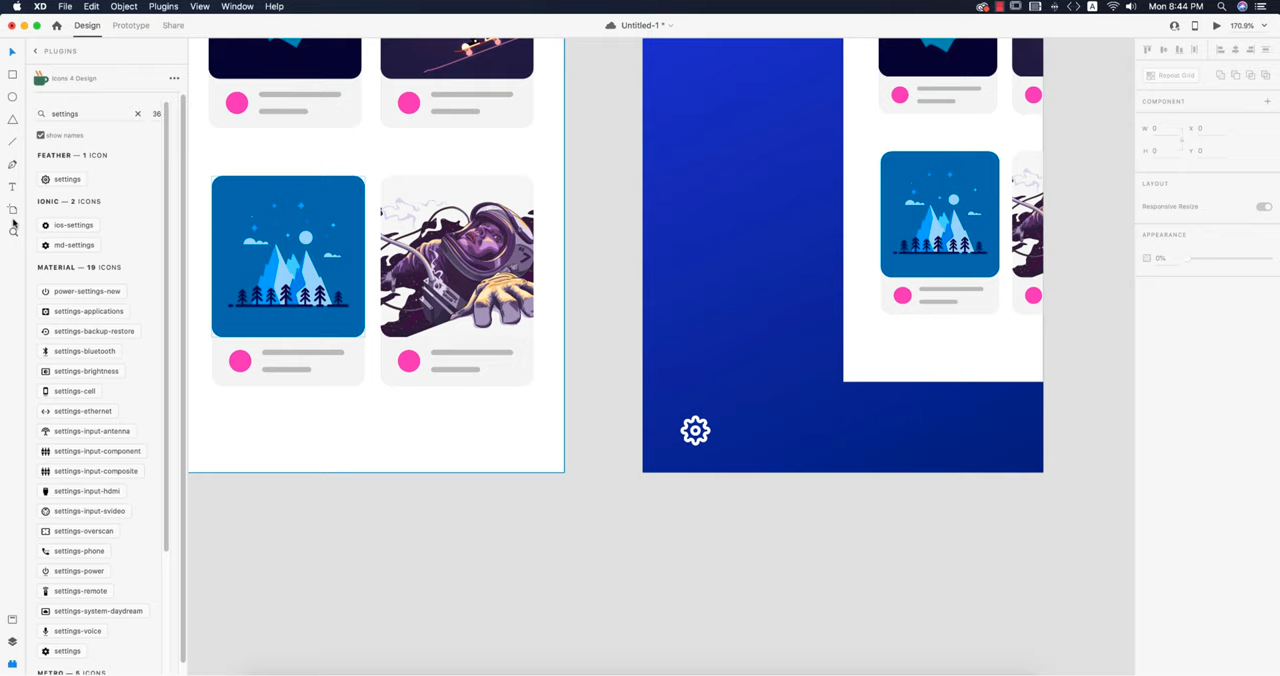 XD File Edit Object Plugins View Window Help
A Mon 8:44 PM
Design Prototype Share
Untitled-1 *
170.9%
PLUGINS
Icons 4 Design
settings 36
show names
FEATHER — 1 ICON
settings
IONIC — 2 ICONS
ios-settings
md-settings
MATERIAL — 19 ICONS
power-settings-new
settings-applications
settings-backup-restore
settings-bluetooth
settings-brightness
settings-cell
settings-ethernet
settings-input-antenna
settings-input-component
settings-input-composite
settings-input-hdmi
settings-input-svideo
settings-overscan
settings-phone
settings-power
settings-remote
settings-system-daydream
settings-voice
settings
METRO — 5 ICONS
Repeat Grid
COMPONENT
W 0 X 0
H 0 Y 0
LAYOUT
Responsive Resize
APPEARANCE
0%